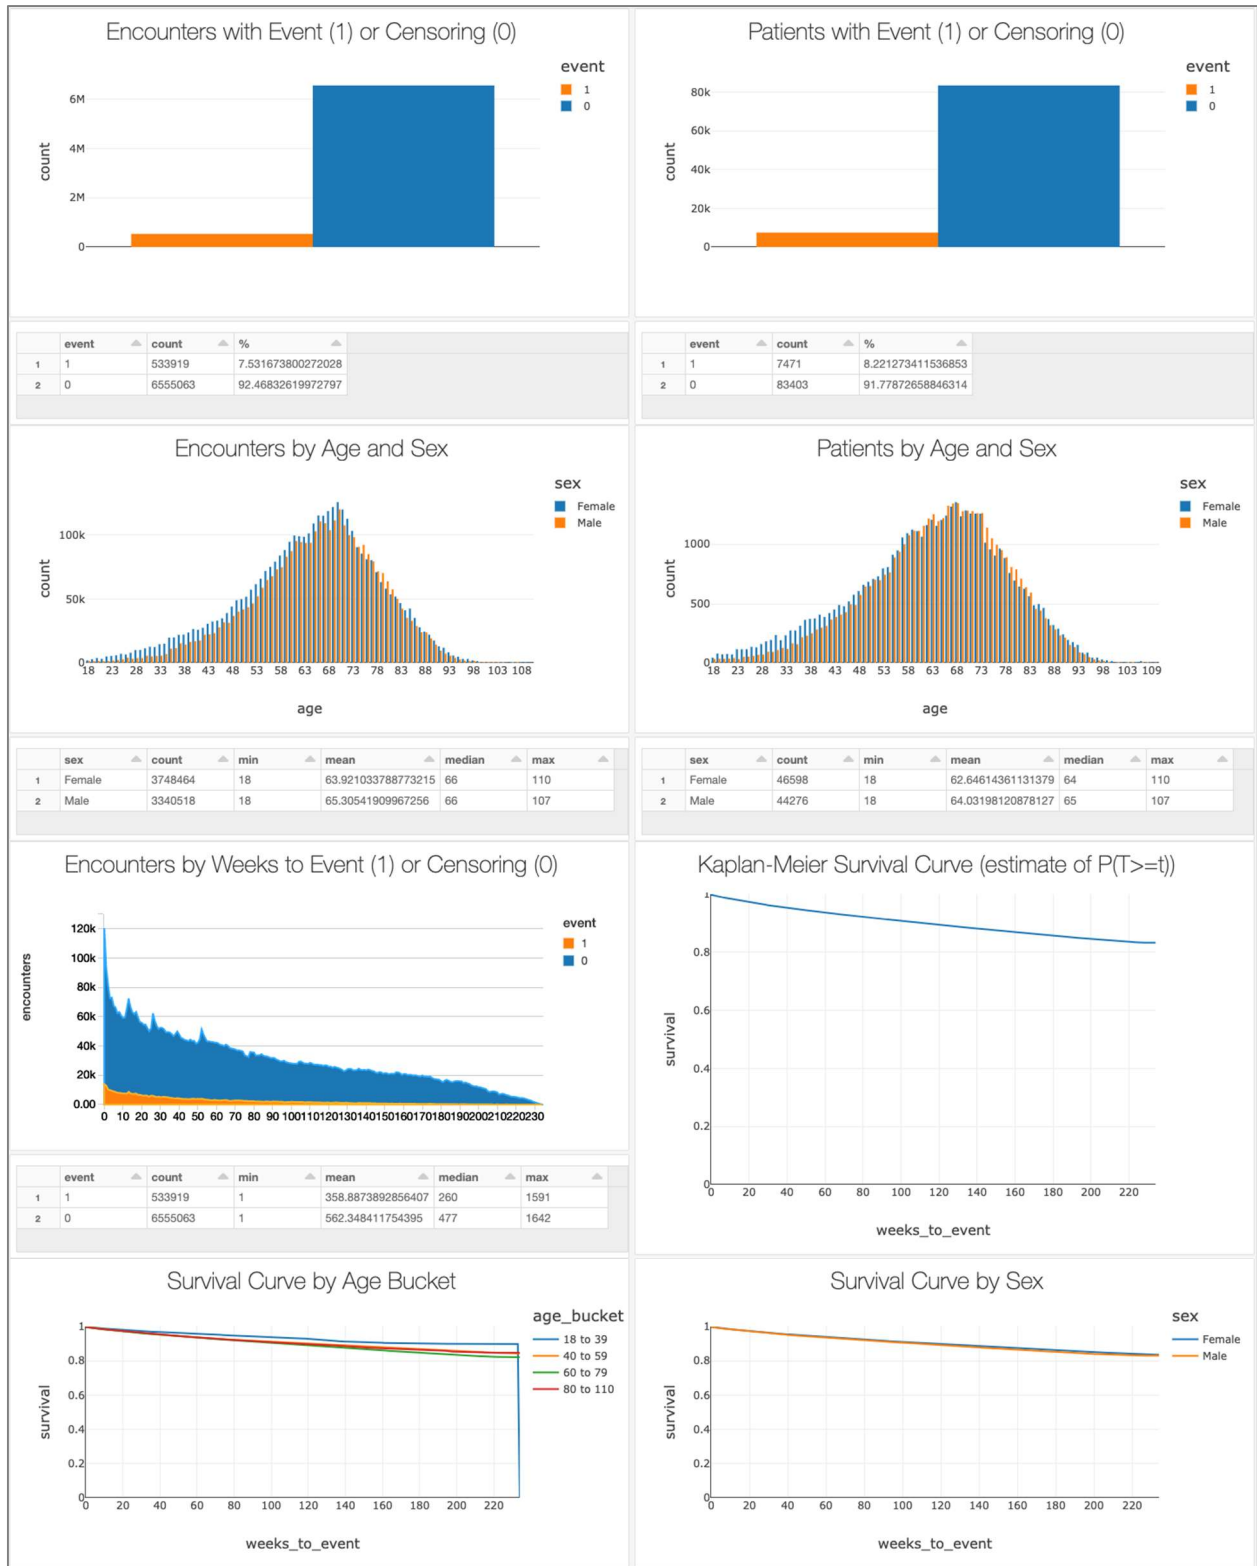 Encounters with Event (1) or Censoring (0)
event
1
0
6M
4M
2M
0
count
Patients with Event (1) or Censoring (0)
event
1
0
80k
60k
40k
20k
0
count
event count %
1 1 533919 7.531673800272028
2 0 6555063 92.46832619972797
event count %
1 1 7471 8.221273411536853
2 0 83403 91.77872658846314
Encounters by Age and Sex
sex
Female
Male
100k
50k
0
count
18 23 28 33 38 43 48 53 58 63 68 73 78 83 88 93 98 103 108
age
Patients by Age and Sex
sex
Female
Male
1000
500
0
count
18 23 28 33 38 43 48 53 58 63 68 73 78 83 88 93 98 103 109
age
sex count min mean median max
1 Female 3748464 18 63.921033788773215 66 110
2 Male 3340518 18 65.30541909967256 66 107
sex count min mean median max
1 Female 46598 18 62.64614361131379 64 110
2 Male 44276 18 64.03198120878127 65 107
Encounters by Weeks to Event (1) or Censoring (0)
event
1
0
120k
100k
80k
60k
40k
20k
0.00
encounters
0 10 20 30 40 50 60 70 80 90 100 110 120 130 140 150 160 170 180 190 200 210 220 230
event count min mean median max
1 1 533919 1 358.8873892856407 260 1591
2 0 6555063 1 562.348411754395 477 1642
Kaplan-Meier Survival Curve (estimate of P(T>=t))
1
0.8
0.6
0.4
0.2
0
survival
0 20 40 60 80 100 120 140 160 180 200 220
weeks_to_event
Survival Curve by Age Bucket
age_bucket
18 to 39
40 to 59
60 to 79
80 to 110
1
0.8
0.6
0.4
0.2
0
survival
0 20 40 60 80 100 120 140 160 180 200 220
weeks_to_event
Survival Curve by Sex
sex
Female
Male
1
0.8
0.6
0.4
0.2
0
survival
0 20 40 60 80 100 120 140 160 180 200 220
weeks_to_event